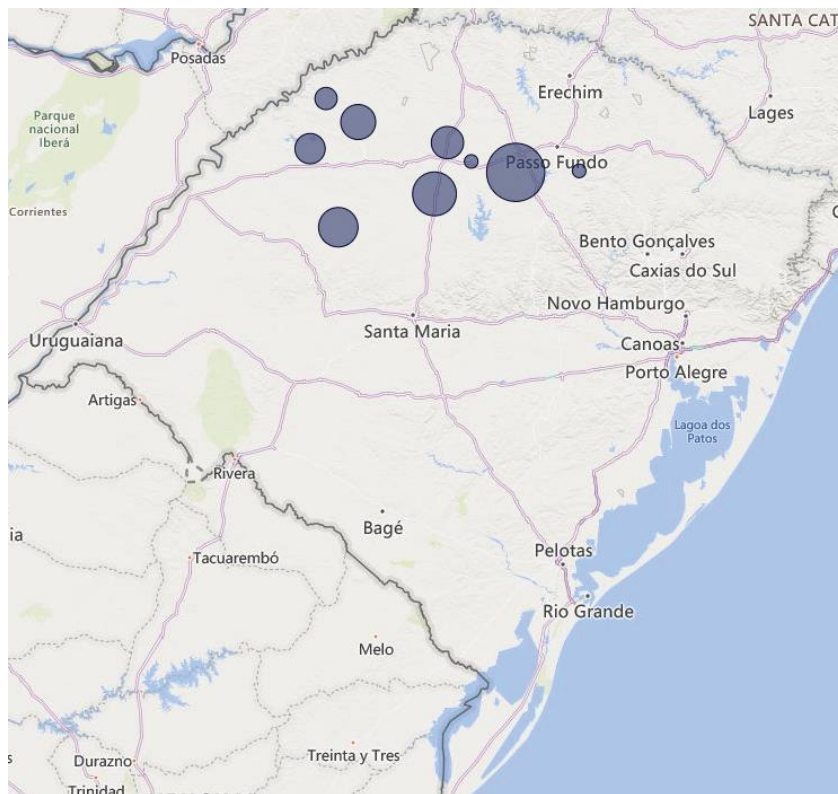 SANTA CAT
Posadas
Erechim
Lages
Parque
nacional
Iberá
Passo Fundo
Corrientes
Bento Gonçalves
Caxias do Sul
Novo Hamburgo
Santa Maria
Uruguaiana
Canoas
Porto Alegre
Artigas
Lagoa dos
Patos
Rivera
Bagé
ia
Pelotas
Tacuarembó
Rio Grande
Melo
Treinta y Tres
s
Durazno
Trinidad